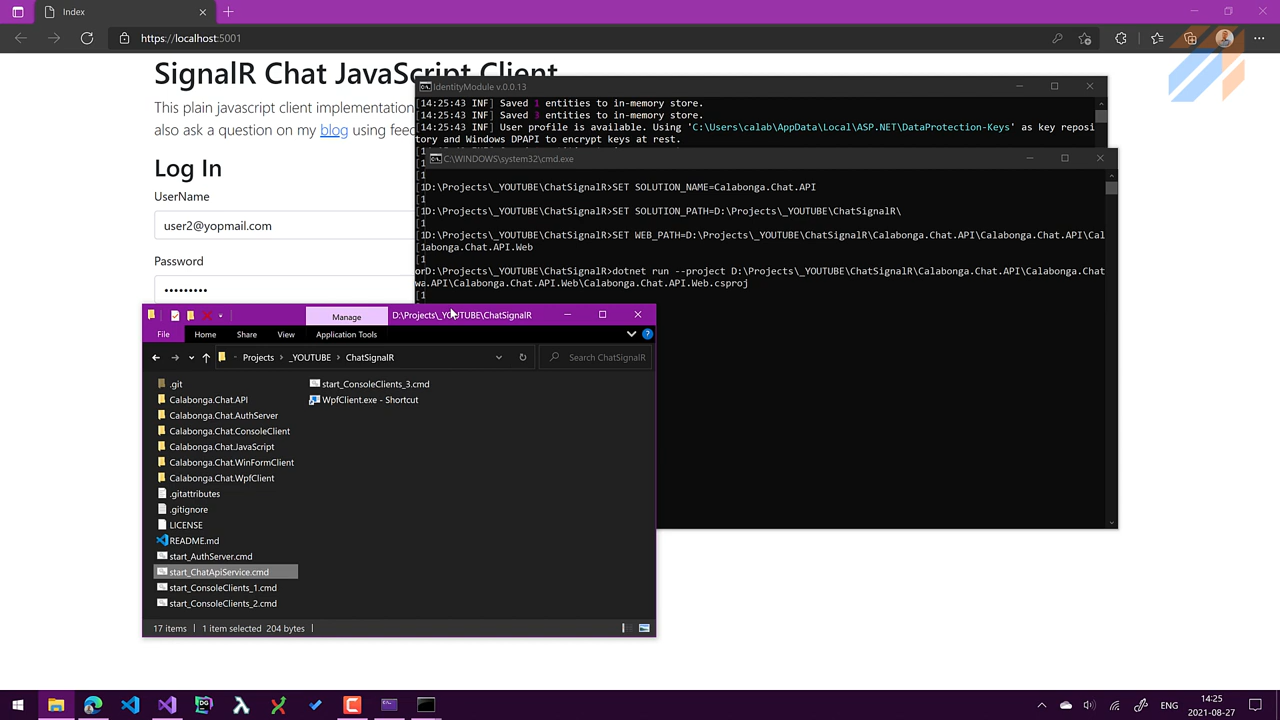 Index
https://localhost:5001
SignalR Chat JavaScript Client
This plain javascript client implementation
also ask a question on my blog using feed
Log In
UserName
user2@yopmail.com
Password
•••••••••
IdentityModule v.0.0.13
[14:25:43 INF] Saved 1 entities to in-memory store.
[14:25:43 INF] Saved 3 entities to in-memory store.
[14:25:43 INF] User profile is available. Using 'C:\Users\calab\AppData\Local\ASP.NET\DataProtection-Keys' as key reposi
tory and Windows DPAPI to encrypt keys at rest.
C:\WINDOWS\system32\cmd.exe
D:\Projects\_YOUTUBE\ChatSignalR>SET SOLUTION_NAME=Calabonga.Chat.API
D:\Projects\_YOUTUBE\ChatSignalR>SET SOLUTION_PATH=D:\Projects\_YOUTUBE\ChatSignalR\
D:\Projects\_YOUTUBE\ChatSignalR>SET WEB_PATH=D:\Projects\_YOUTUBE\ChatSignalR\Calabonga.Chat.API\Calabonga.Chat.API\Cal
abonga.Chat.API.Web
D:\Projects\_YOUTUBE\ChatSignalR>dotnet run --project D:\Projects\_YOUTUBE\ChatSignalR\Calabonga.Chat.API\Calabonga.Chat
.API\Calabonga.Chat.API.Web\Calabonga.Chat.API.Web.csproj
Manage
D:\Projects\_YOUTUBE\ChatSignalR
File Home Share View Application Tools
Projects > _YOUTUBE > ChatSignalR
Search ChatSignalR
.git
Calabonga.Chat.API
Calabonga.Chat.AuthServer
Calabonga.Chat.ConsoleClient
Calabonga.Chat.JavaScript
Calabonga.Chat.WinFormClient
Calabonga.Chat.WpfClient
.gitattributes
.gitignore
LICENSE
README.md
start_AuthServer.cmd
start_ChatApiService.cmd
start_ConsoleClients_1.cmd
start_ConsoleClients_2.cmd
start_ConsoleClients_3.cmd
WpfClient.exe - Shortcut
17 items
1 item selected 204 bytes
ENG
14:25
2021-08-27